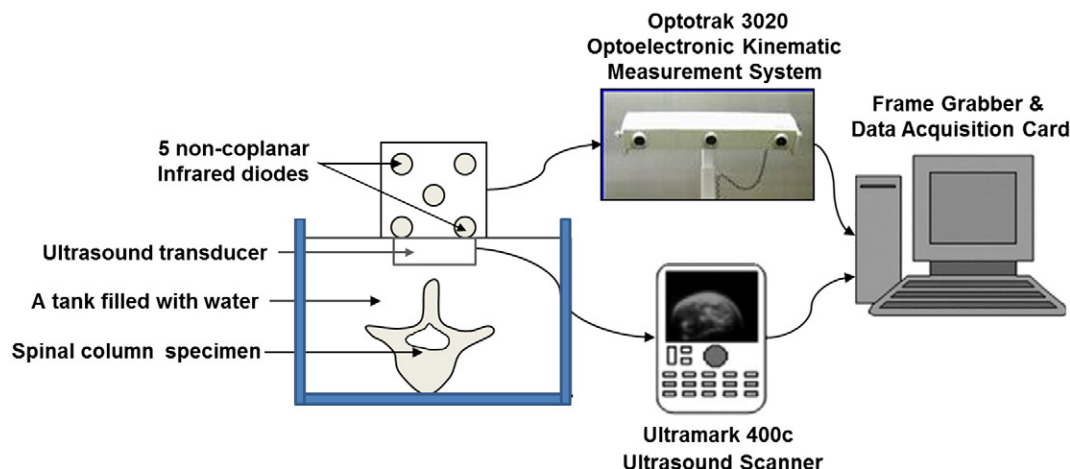 Optotrak 3020
Optoelectronic Kinematic
Measurement System
Frame Grabber &
Data Acquisition Card
5 non-coplanar
Infrared diodes
Ultrasound transducer
A tank filled with water
Spinal column specimen
Ultramark 400c
Ultrasound Scanner